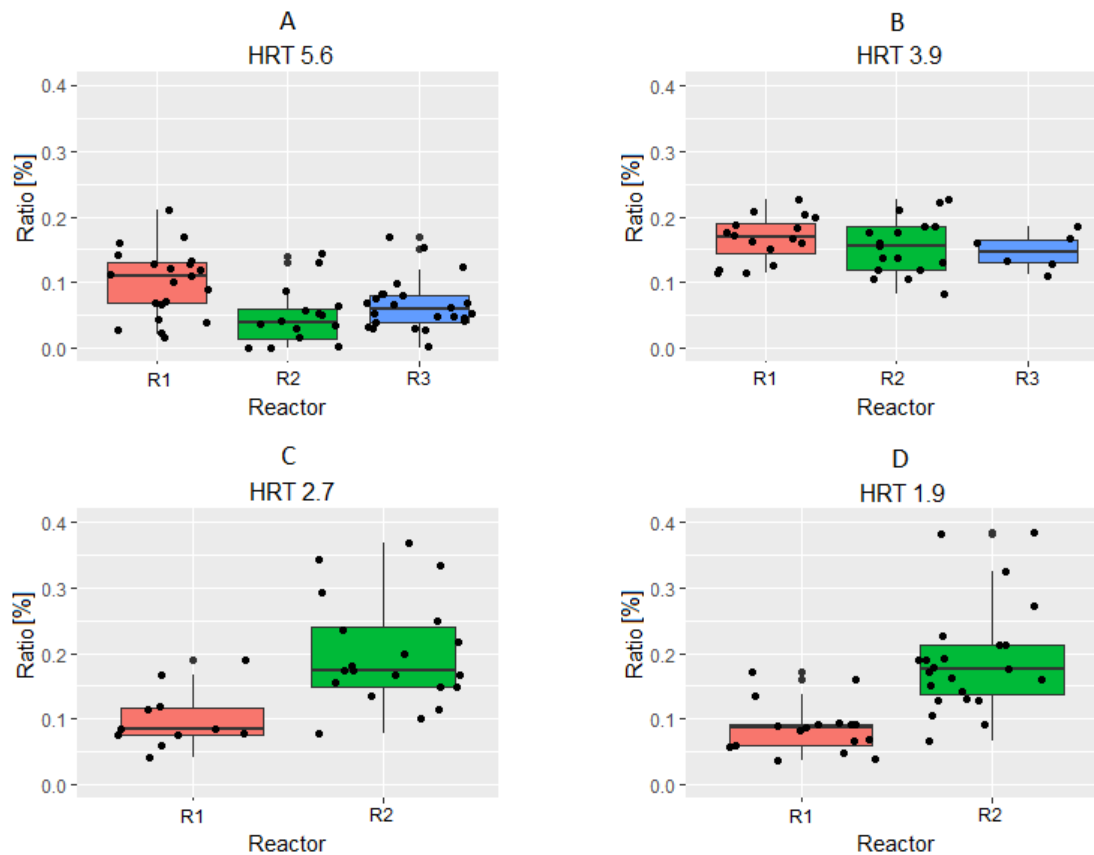 A
HRT 5.6
Ratio [%]
0.4
0.3
0.2
0.1
0.0
R1 R2 R3
Reactor
B
HRT 3.9
Ratio [%]
0.4
0.3
0.2
0.1
0.0
R1 R2 R3
Reactor
C
HRT 2.7
Ratio [%]
0.4
0.3
0.2
0.1
0.0
R1 R2
Reactor
D
HRT 1.9
Ratio [%]
0.4
0.3
0.2
0.1
0.0
R1 R2
Reactor